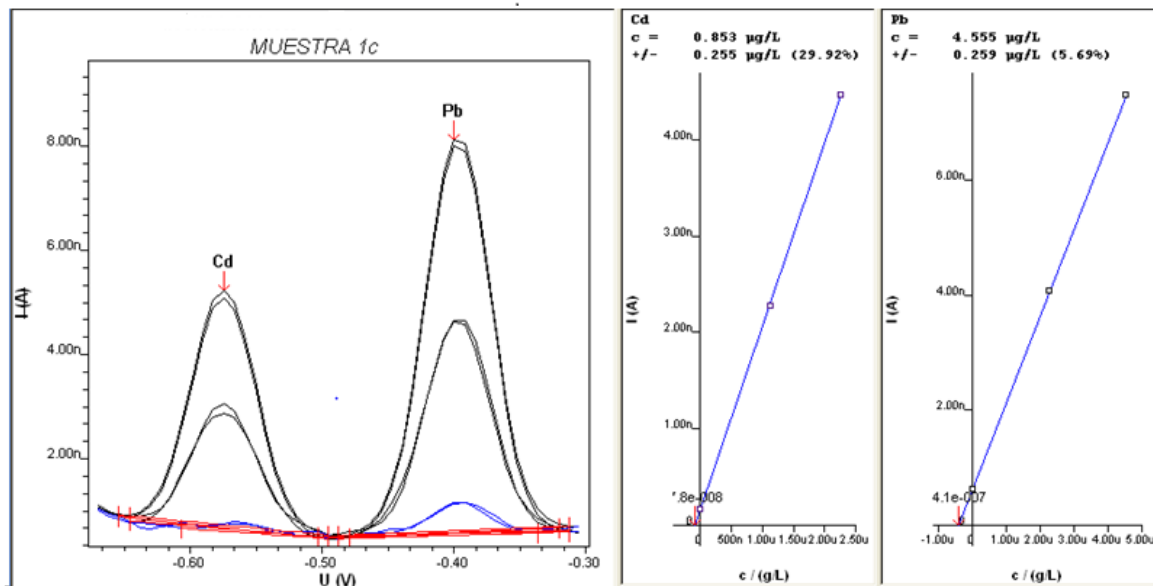 MUESTRA 1c
8.00n
6.00n
4.00n
2.00n
I (A)
Cd
Pb
-0.60
-0.50
-0.40
-0.30
U (V)
Cd
c = 0.853 µg/L
+/- 0.255 µg/L (29.92%)
4.00n
3.00n
2.00n
1.00n
I (A)
.8e-008
0
500n
1.00u
1.50u
2.00u
2.50u
c / (g/L)
Pb
c = 4.555 µg/L
+/- 0.259 µg/L (5.69%)
6.00n
4.00n
2.00n
I (A)
4.1e-007
-1.00u
0
1.00u
2.00u
3.00u
4.00u
5.00u
c / (g/L)